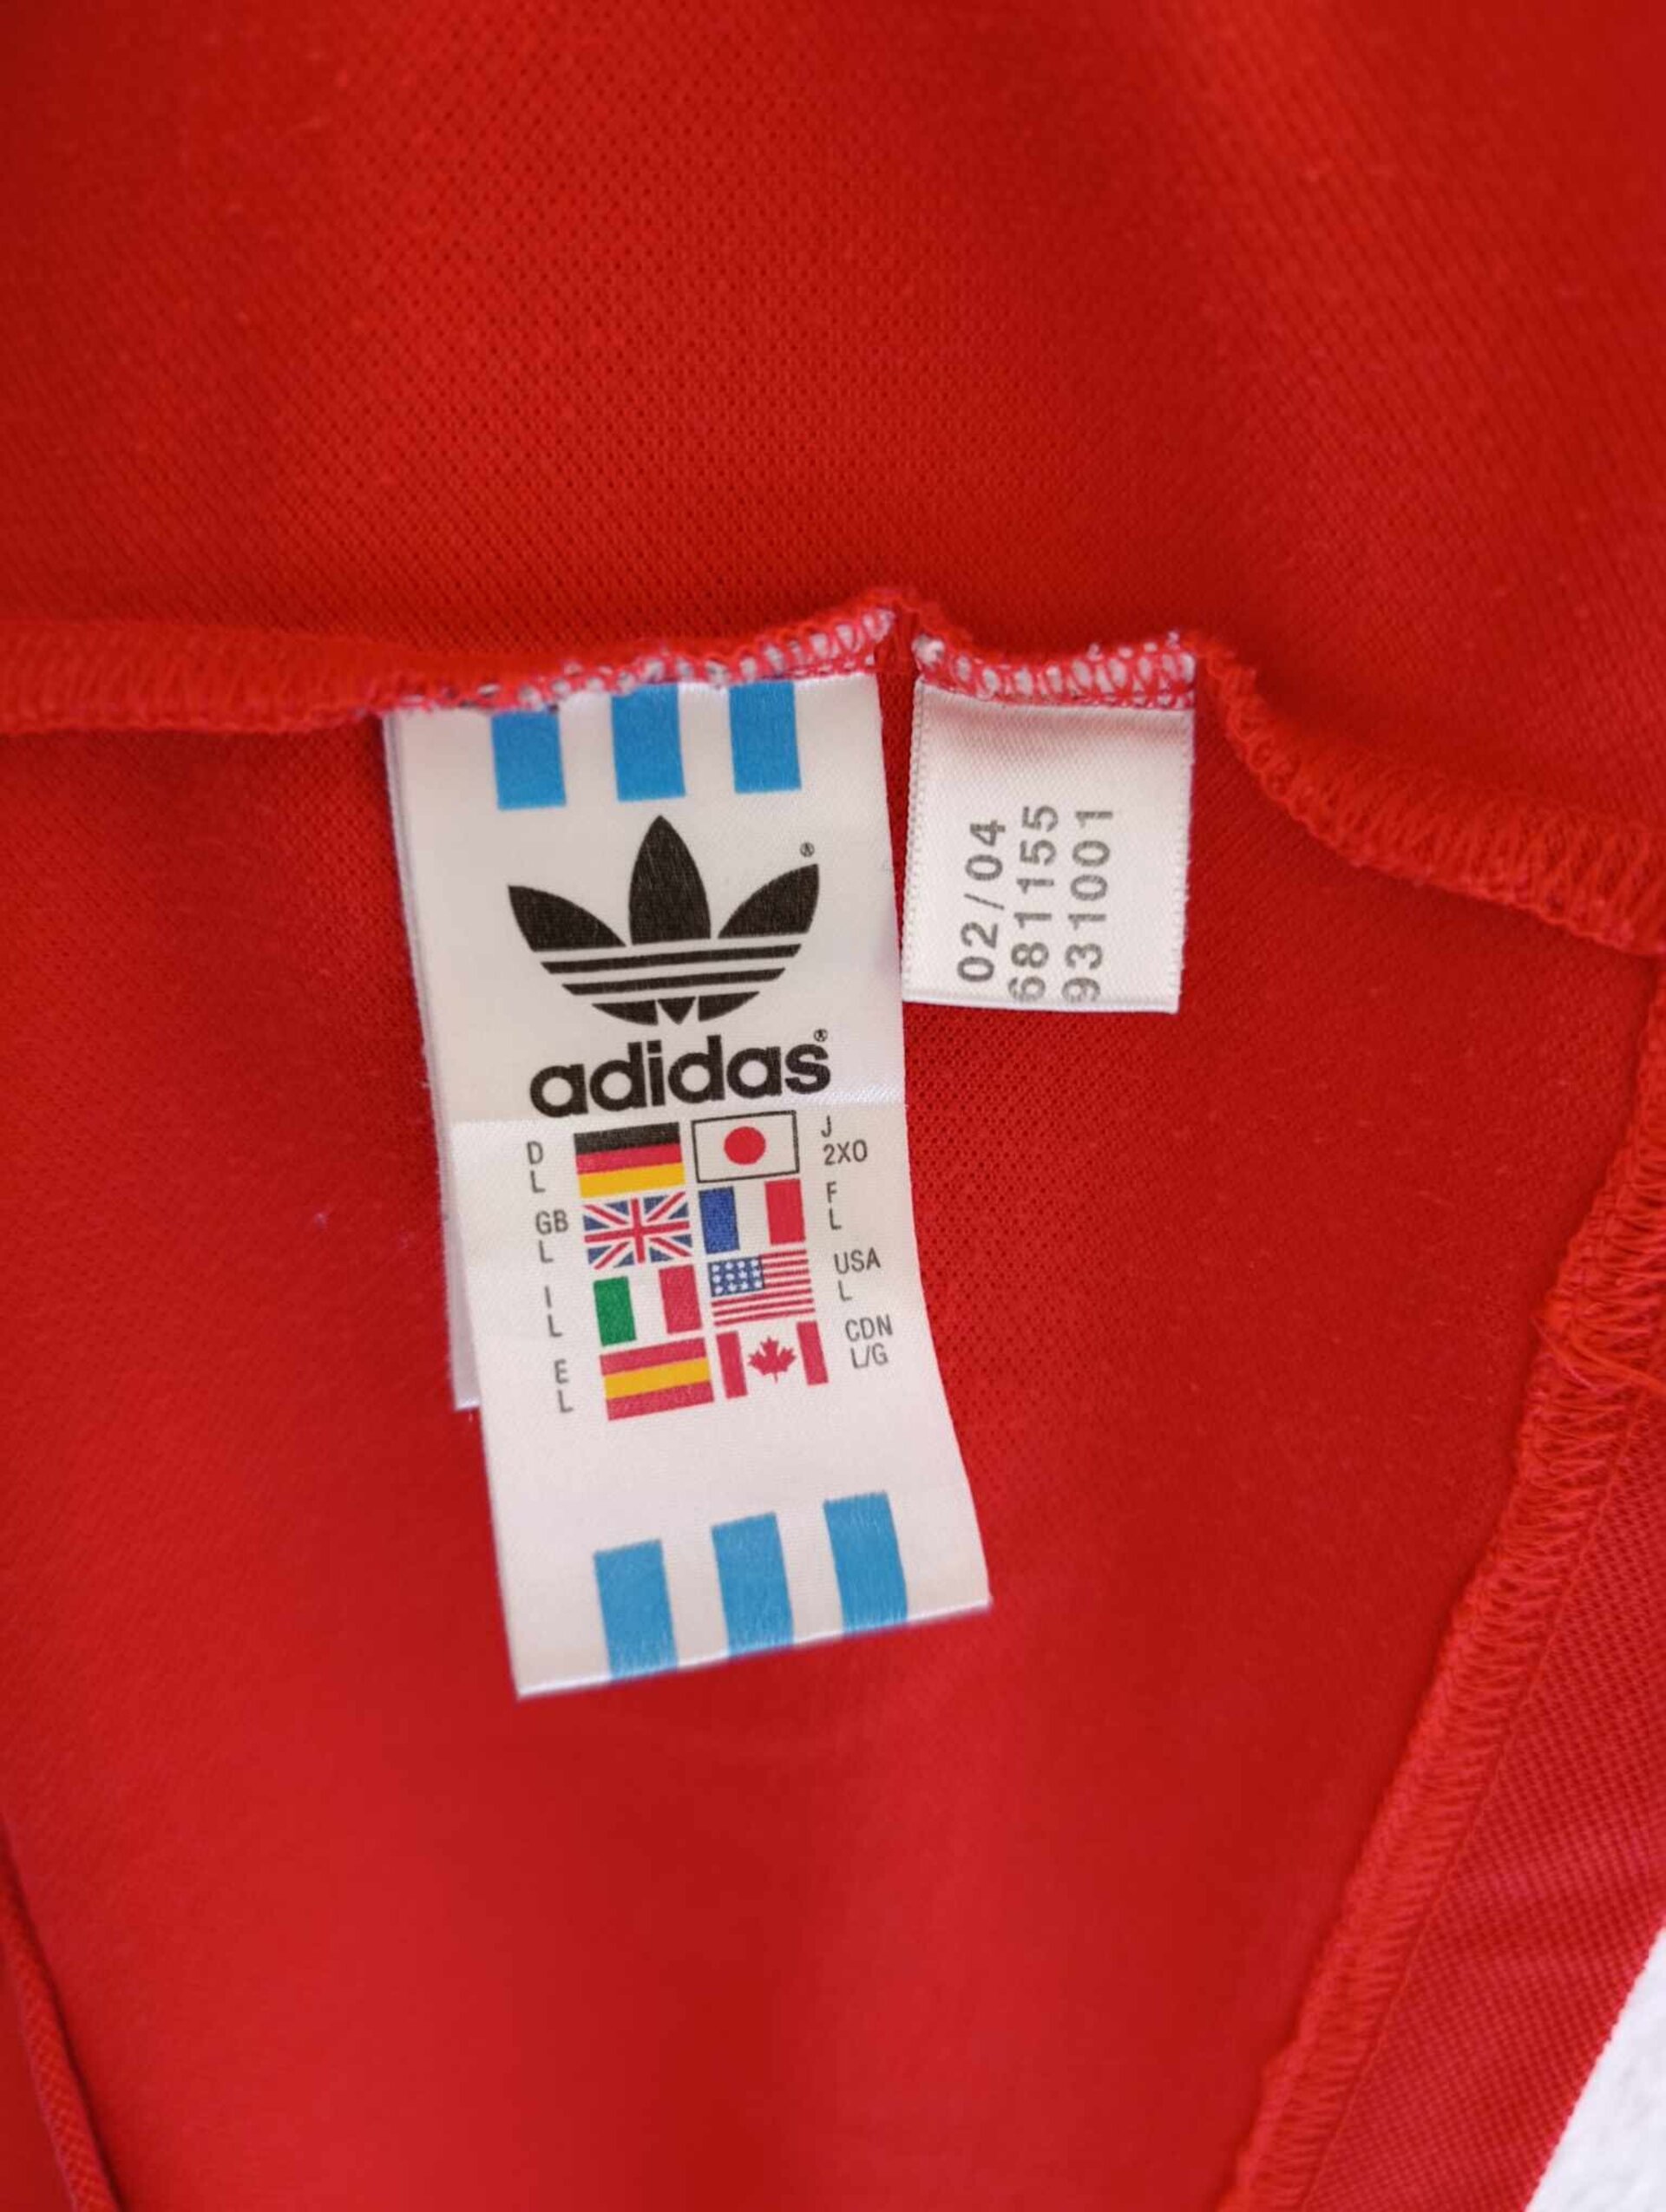 ®
adidas®
D
L
J
2XO
GB
L
F
L
I
L
USA
L
E
L
CDN
L/G
02/04
681155
931001